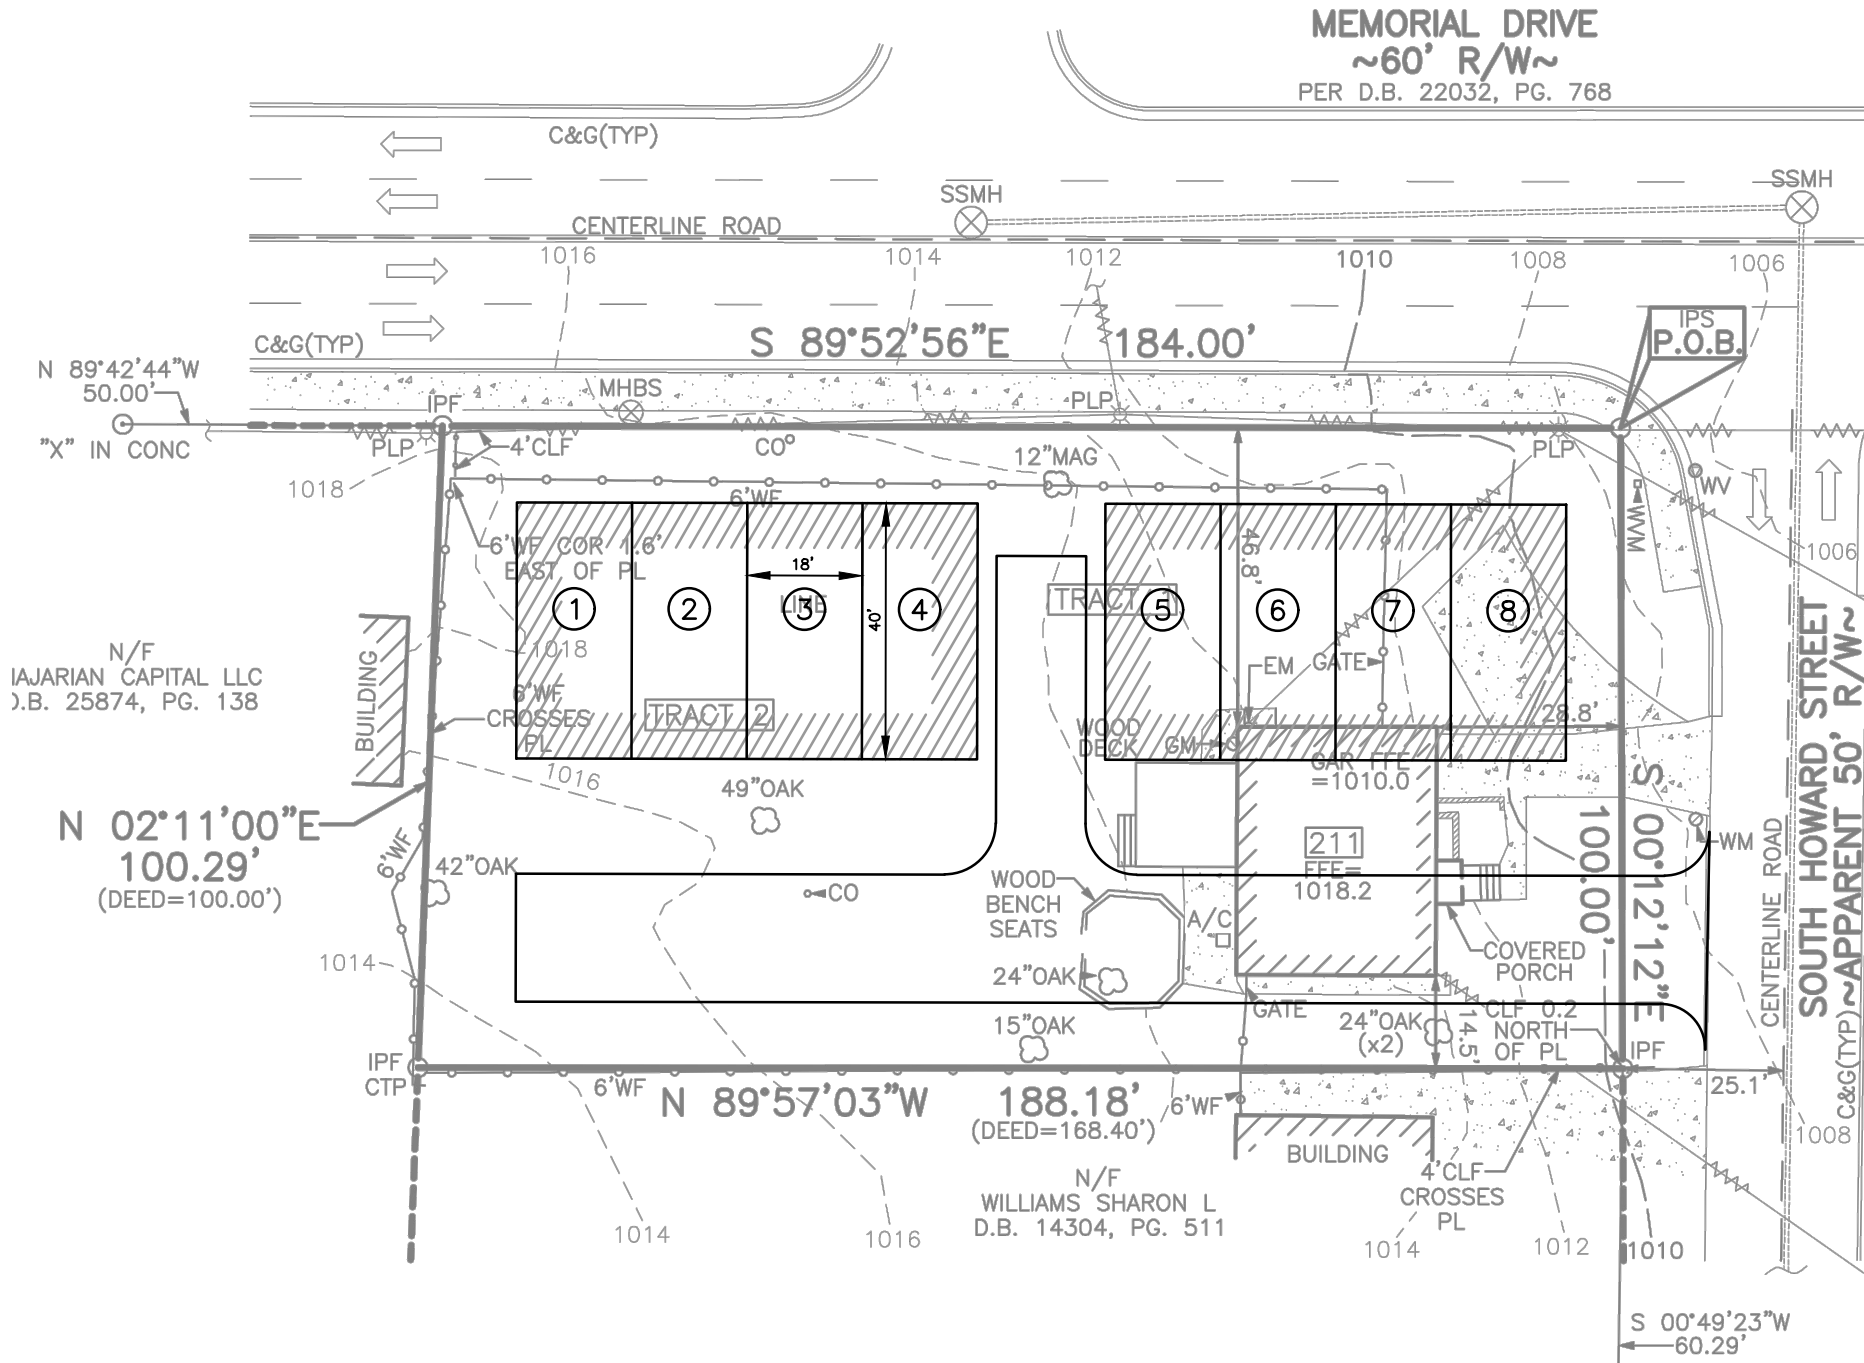 MEMORIAL DRIVE
~60' R/W~
PER D.B. 22032, PG. 768
C&G(TYP)
SSMH
SSMH
CENTERLINE ROAD
1016
1014
1012
1010
1008
1006
C&G(TYP)
S 89°52'56"E 184.00'
IPS
P.O.B.
N 89°42'44"W
50.00'
"X" IN CONC
IPF
MHBS
PLP
PLP
4'CLF
CO
12"MAG
PLP
WV
1018
6'WF
WM
6'WF COR 1.6'
EAST OF PL
46.8'
1006
18'
LINE
40'
TRACT
1
2
3
4
5
6
7
8
N/F
D.B. 25874, PG. 138
BUILDING
1018
EM
GATE
6'WF
CROSSES
PL
TRACT 2
WOOD
DECK
GM
28.8'
GAR FFE
=1010.0
1016
49"OAK
N 02°11'00"E
100.29'
(DEED=100.00')
6'WF
42"OAK
211
FFE=
1018.2
WM
S 00°12'12"E
100.00'
SOUTH HOWARD STREET
~APPARENT 50' R/W~
CENTERLINE ROAD
C&G(TYP)
CO
WOOD
BENCH
SEATS
A/C
COVERED
PORCH
1014
24"OAK
GATE
CLF 0.2
NORTH
OF PL
15"OAK
24"OAK
(x2)
14.5'
IPF
CTP
IPF
6'WF
N 89°57'03"W 188.18'
(DEED=168.40')
6'WF
25.1'
1008
BUILDING
4'CLF
CROSSES
PL
N/F
WILLIAMS SHARON L
D.B. 14304, PG. 511
1014
1016
1014
1012
1010
S 00°49'23"W
60.29'